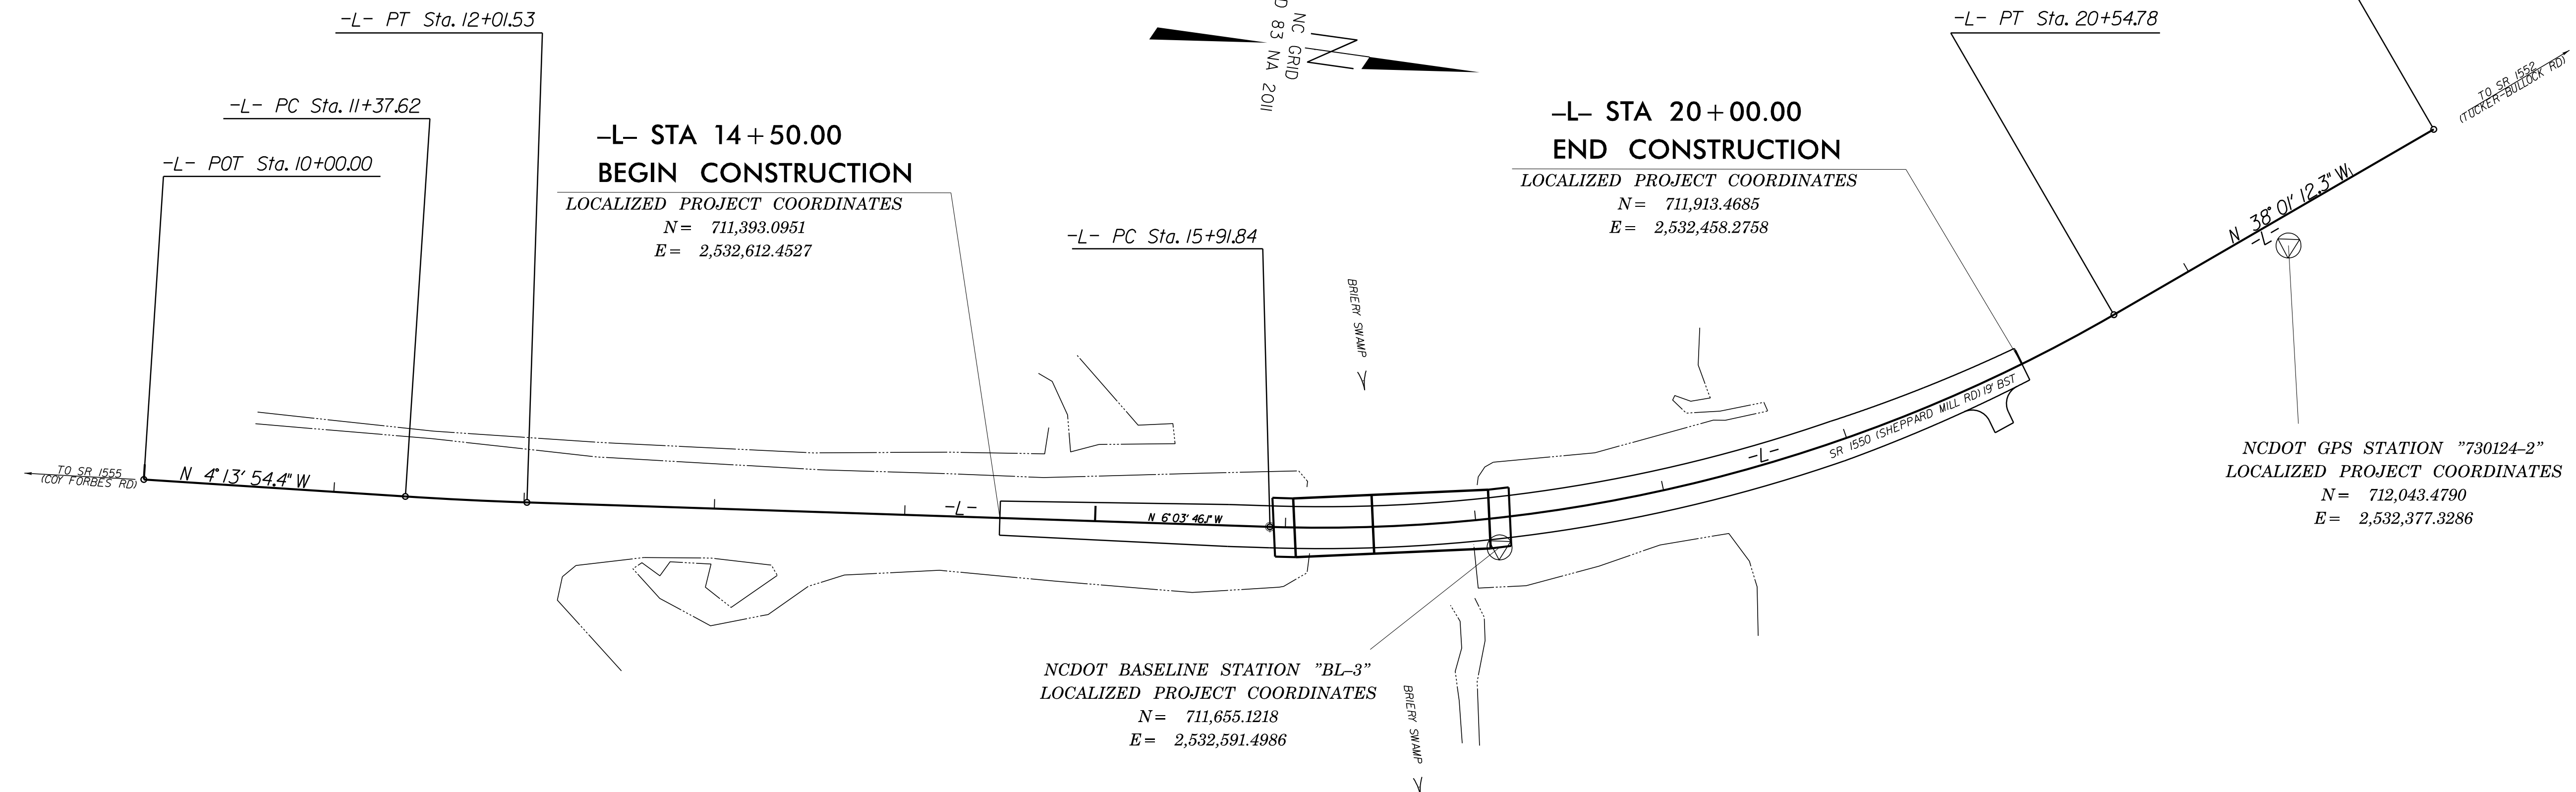 -L- PT Sta. 12+01.53
-L- PC Sta. 11+37.62
-L- POT Sta. 10+00.00
-L- STA 14+50.00
BEGIN CONSTRUCTION
LOCALIZED PROJECT COORDINATES
N= 711,393.0951
E= 2,532,612.4527
NC GRID
83 NA 2011
-L- PC Sta. 15+91.84
BRIERY SWAMP
-L- STA 20+00.00
END CONSTRUCTION
LOCALIZED PROJECT COORDINATES
N= 711,913.4685
E= 2,532,458.2758
-L- PT Sta. 20+54.78
TO SR 1552
(TUCKER-BULLOCK RD)
N 38° 01' 12.3" W
-L-
NCDOT GPS STATION "730124-2"
LOCALIZED PROJECT COORDINATES
N= 712,043.4790
E= 2,532,377.3286
TO SR 1555
(COY FORBES RD)
N 4° 13' 54.4" W
-L-
N 6° 03' 46.1" W
-L-
SR 1550 (SHEPPARD MILL RD) 19' BST
NCDOT BASELINE STATION "BL-3"
LOCALIZED PROJECT COORDINATES
N= 711,655.1218
E= 2,532,591.4986
BRIERY SWAMP